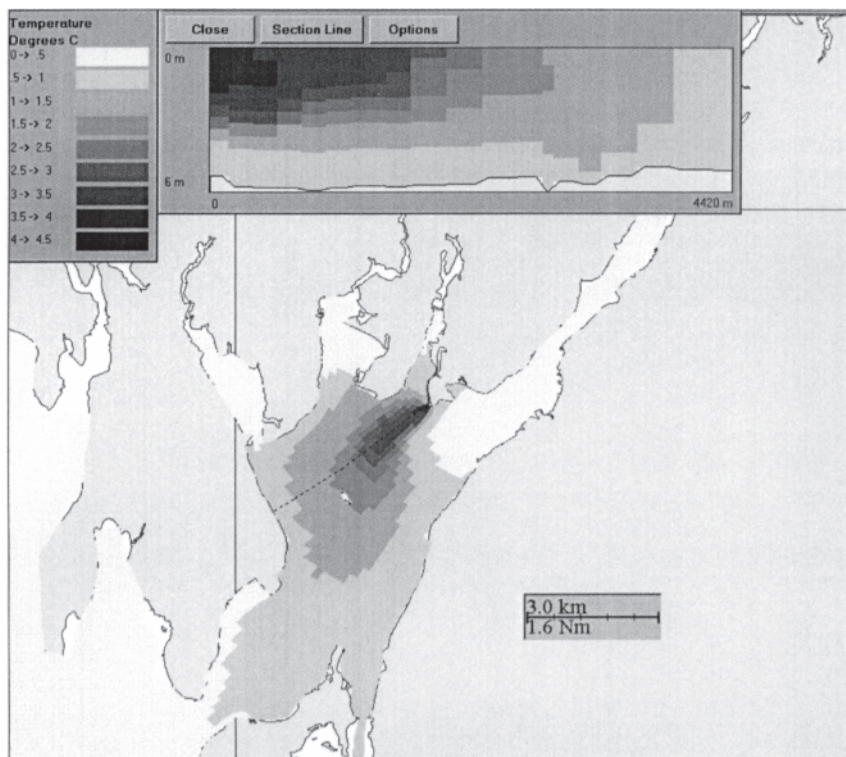 Temperature
Degrees C
0-> .5
.5-> 1
1-> 1.5
1.5-> 2
2-> 2.5
2.5-> 3
3-> 3.5
3.5-> 4
4-> 4.5
Close
Section Line
Options
0 m
6 m
0
4420 m
3.0 km
1.6 Nm